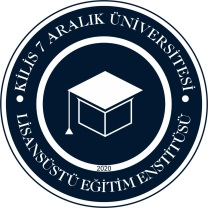 • KİLİS 7 ARALIK ÜNİVERSİTESİ •
LİSANSÜSTÜ EĞİTİM ENSTİTÜSÜ
2020